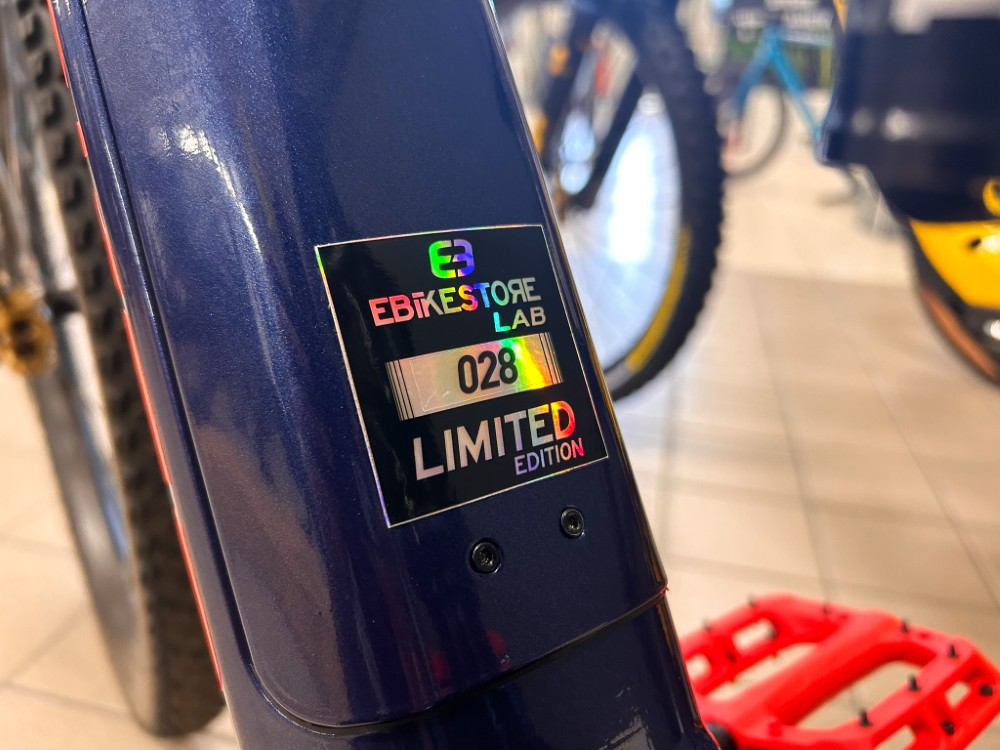 EBIKESTORE
LAB
028
LIMITED
EDITION